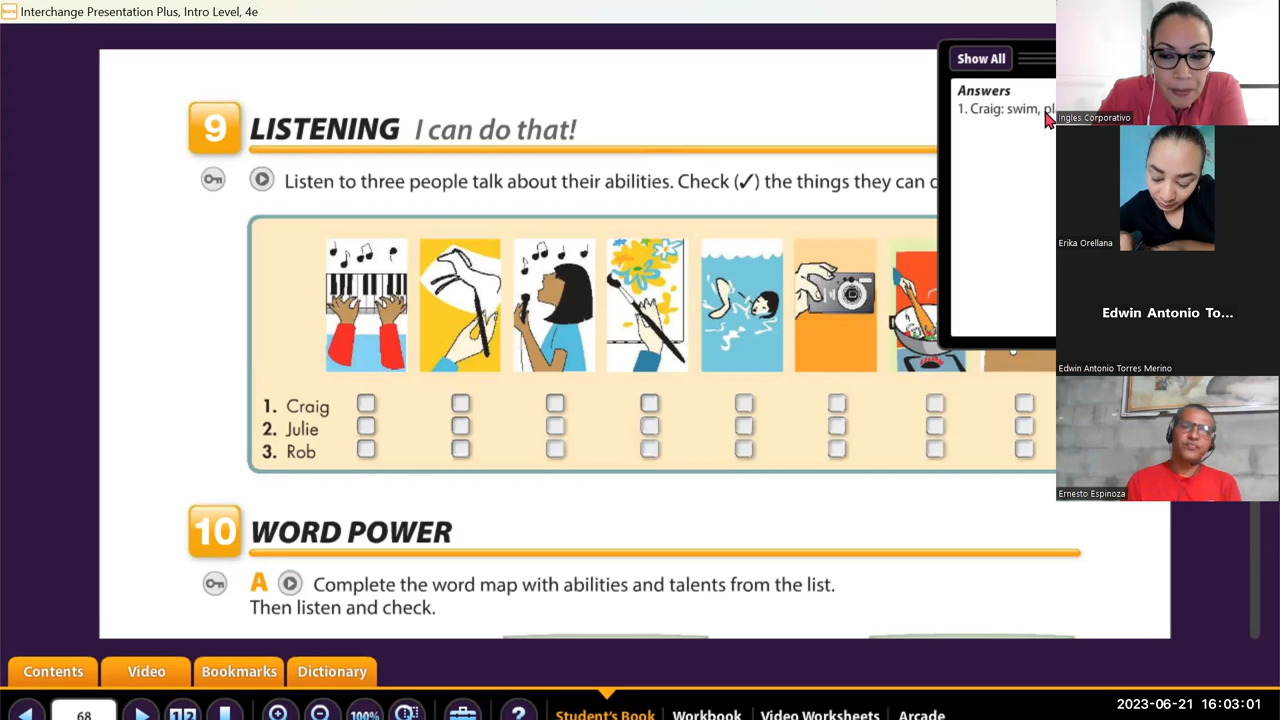 Interchange Presentation Plus, Intro Level, 4e
9 LISTENING I can do that!
Listen to three people talk about their abilities. Check (✓) the things they can
1. Craig
2. Julie
3. Rob
10 WORD POWER
A Complete the word map with abilities and talents from the list.
Then listen and check.
Show All
Answers
1. Craig: swim,
Ingles Corporativo
Erika Orellana
Edwin Antonio To...
Edwin Antonio Torres Merino
Ernesto Espinoza
Contents Video Bookmarks Dictionary
68 100% ? Student's Book Workbook Video Worksheets Arcade
2023-06-21 16:03:01